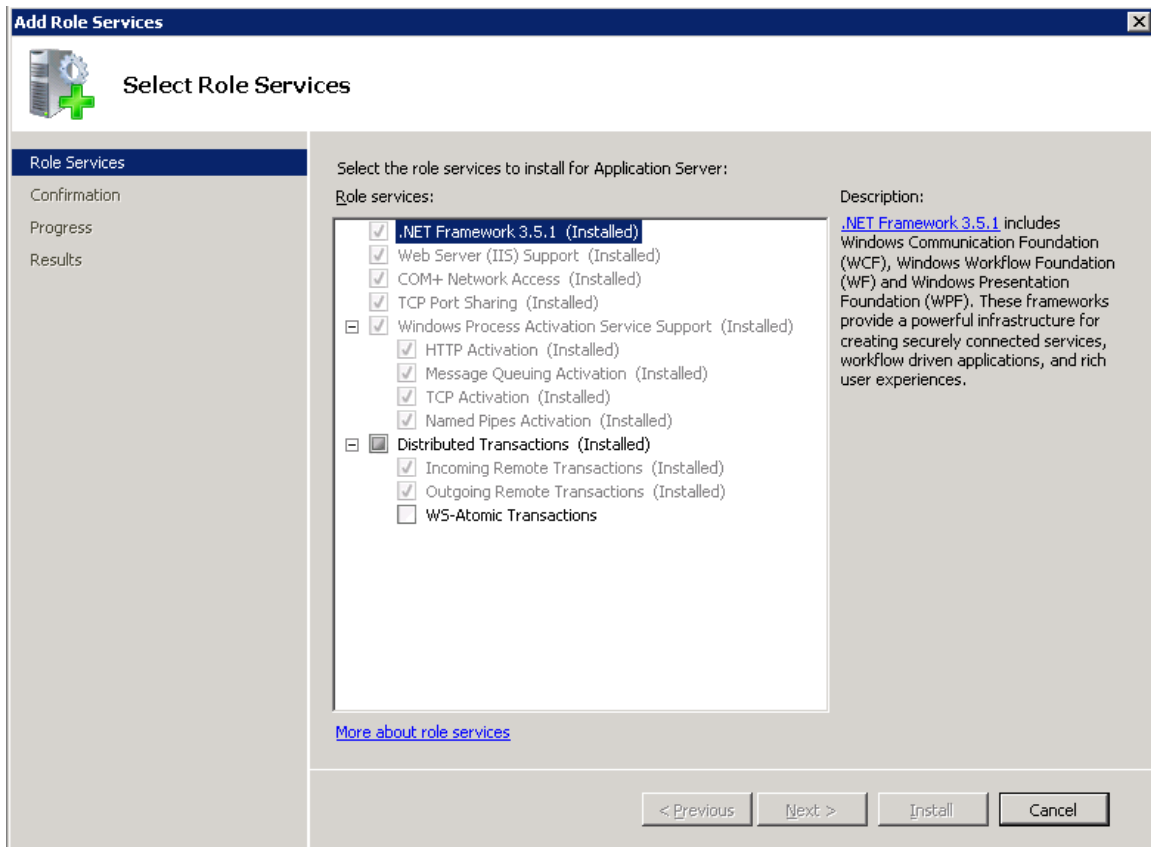 Add Role Services
Select Role Services
Role Services
Confirmation
Progress
Results
Select the role services to install for Application Server:
Role services:
.NET Framework 3.5.1 (Installed)
Web Server (IIS) Support (Installed)
COM+ Network Access (Installed)
TCP Port Sharing (Installed)
Windows Process Activation Service Support (Installed)
HTTP Activation (Installed)
Message Queuing Activation (Installed)
TCP Activation (Installed)
Named Pipes Activation (Installed)
Distributed Transactions (Installed)
Incoming Remote Transactions (Installed)
Outgoing Remote Transactions (Installed)
WS-Atomic Transactions
More about role services
Description:
.NET Framework 3.5.1 includes
Windows Communication Foundation
(WCF), Windows Workflow Foundation
(WF) and Windows Presentation
Foundation (WPF). These frameworks
provide a powerful infrastructure for
creating securely connected services,
workflow driven applications, and rich
user experiences.
< Previous
Next >
Install
Cancel